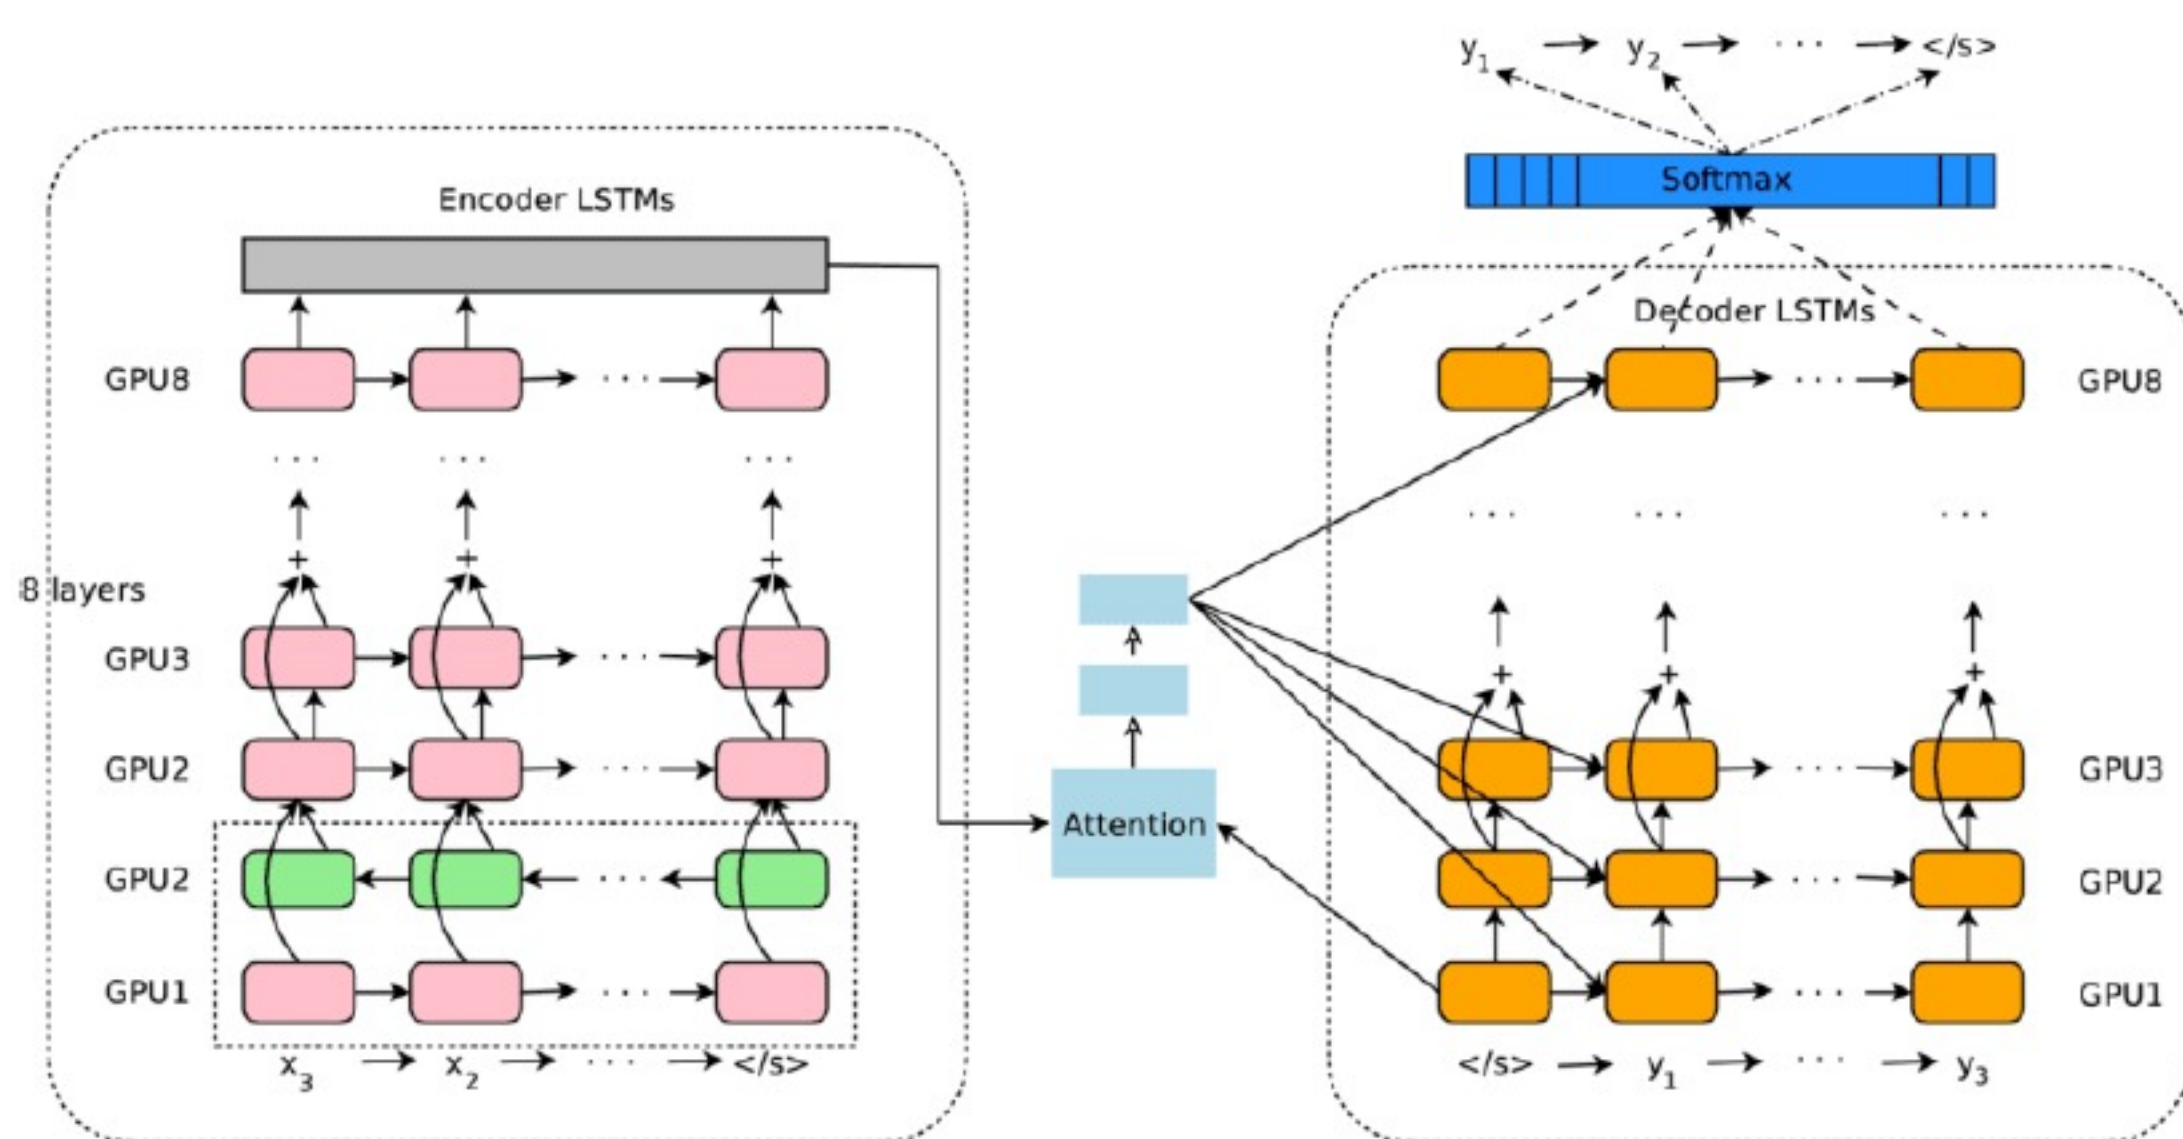 y1 → y2 → ... → </s>
Softmax
Encoder LSTMs
GPU8
...
8 layers
+ + +
GPU3
GPU2
GPU2
GPU1
x3 → x2 → ... → </s>
Attention
Decoder LSTMs
GPU8
...
+ + +
GPU3
GPU2
GPU1
</s> → y1 → ... → y3